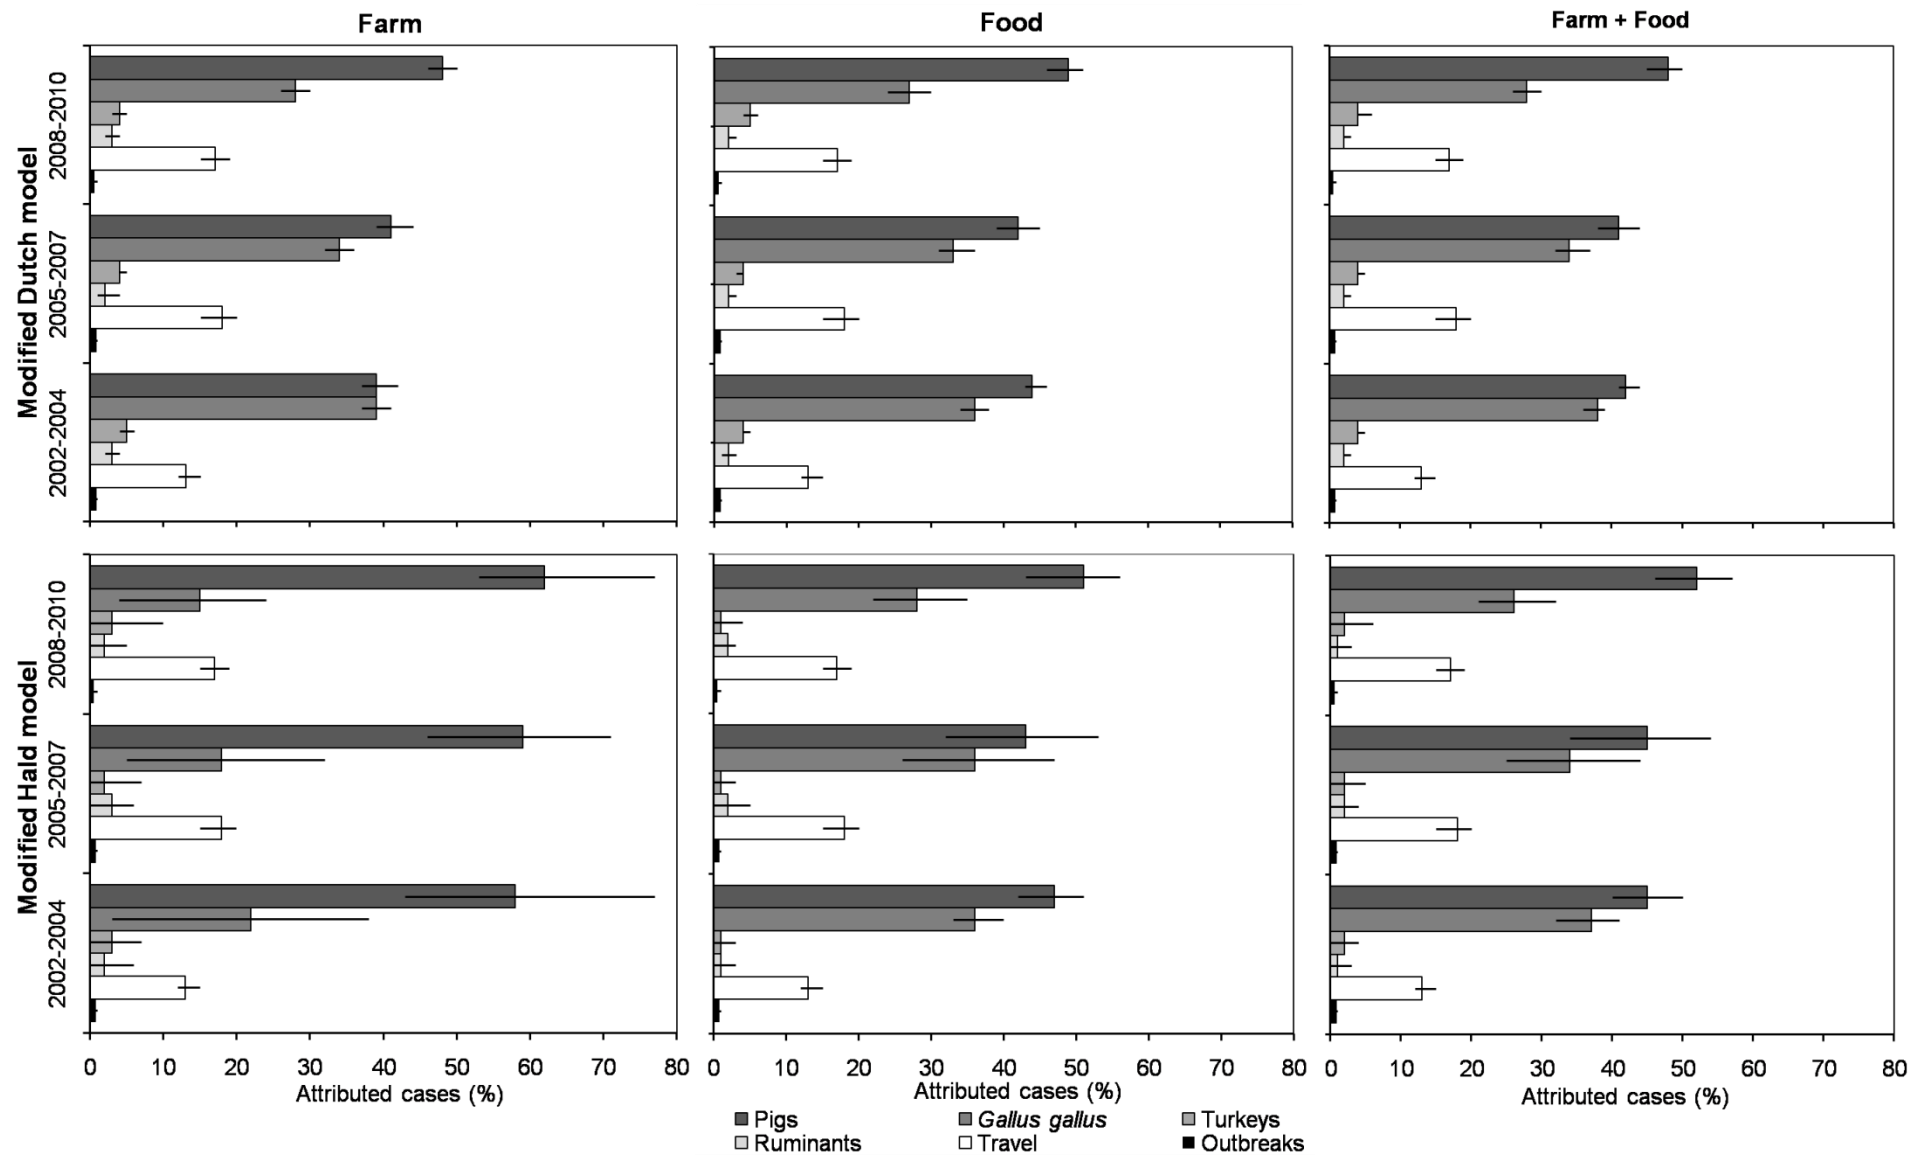 Farm Food Farm + Food
Modified Dutch model
2008-2010
2005-2007
2002-2004
Modified Hald model
2008-2010
2005-2007
2002-2004
0 10 20 30 40 50 60 70 80
Attributed cases (%)
0 10 20 30 40 50 60 70 80
Attributed cases (%)
0 10 20 30 40 50 60 70 80
Attributed cases (%)
Pigs Gallus gallus Turkeys
Ruminants Travel Outbreaks